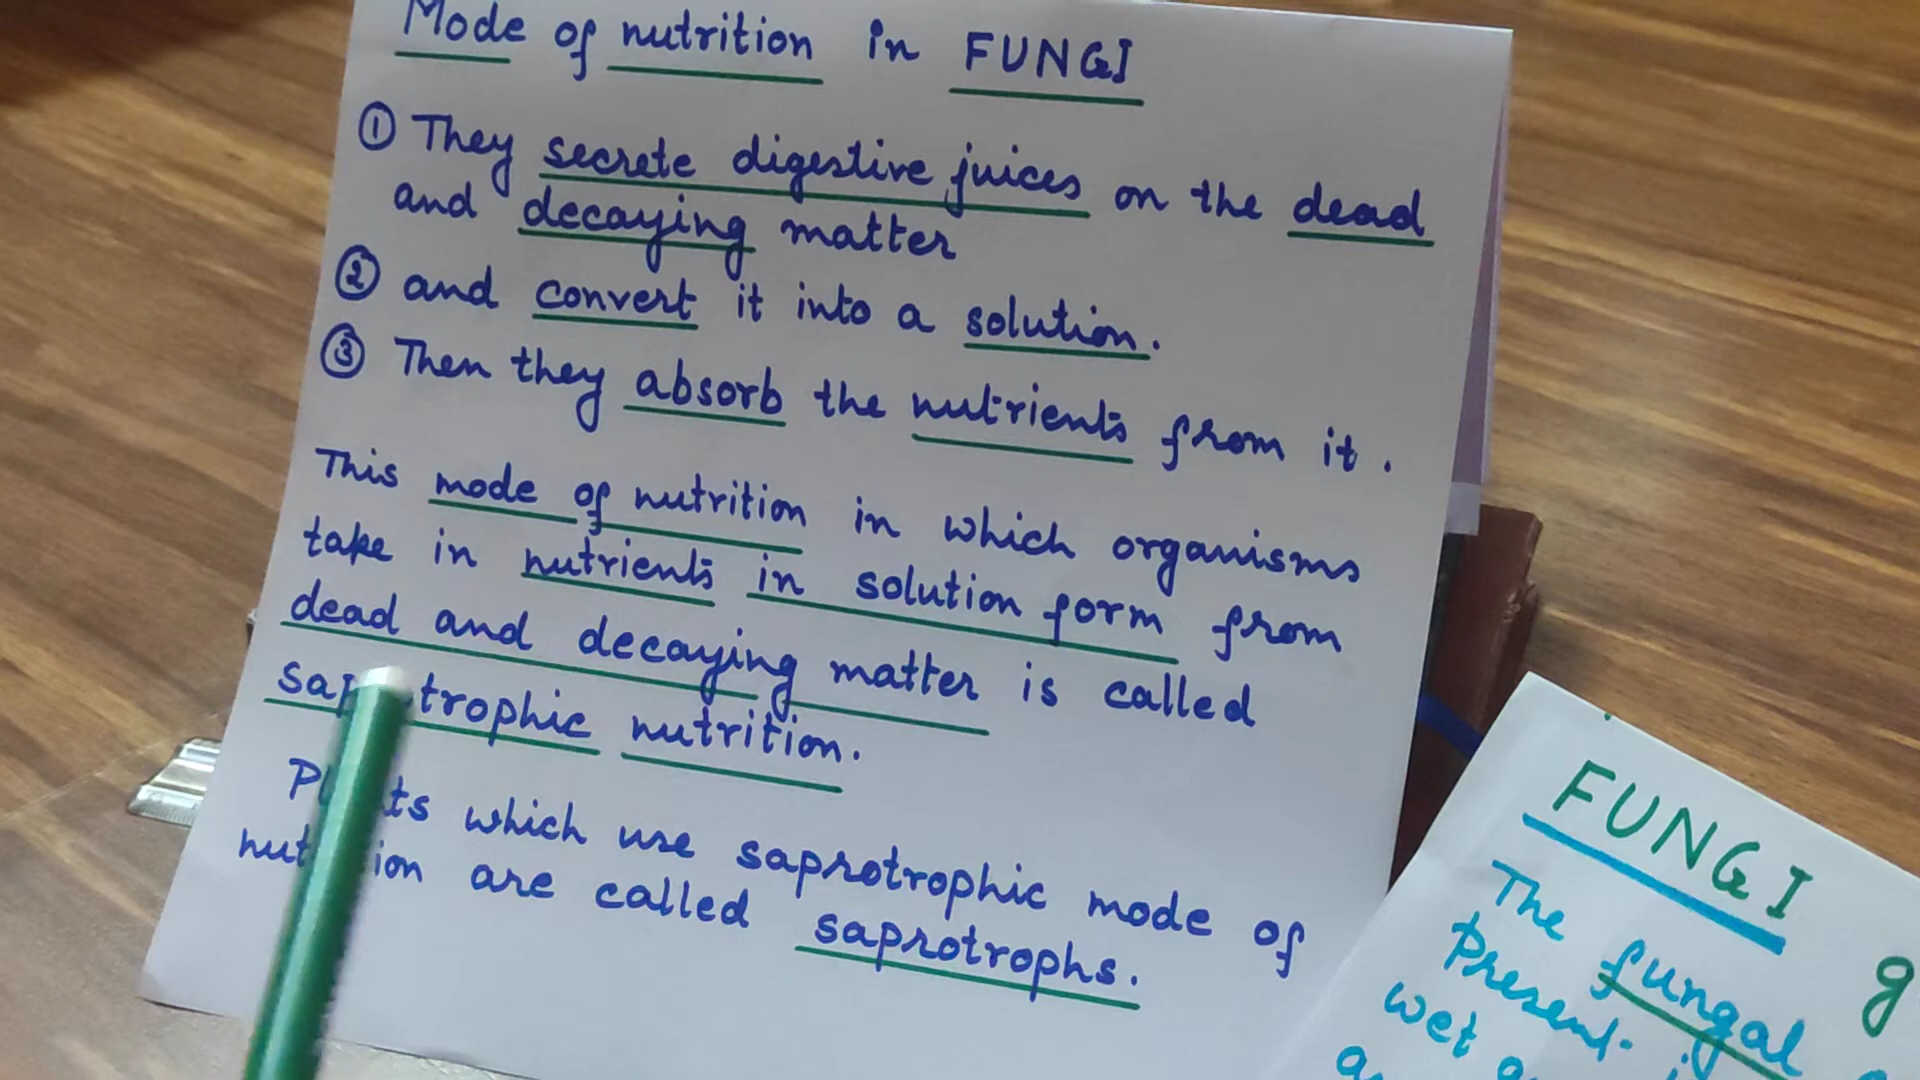 Mode of nutrition in FUNGI
① They secrete digestive juices on the dead
and decaying matter
② and convert it into a solution.
③ Then they absorb the nutrients from it.
This mode of nutrition in which organisms
take in nutrients in solution form from
dead and decaying matter is called
saprotrophic nutrition.
Plants which use saprotrophic mode of
nutrition are called saprotrophs.
FUNGI
The fungal
present
wet